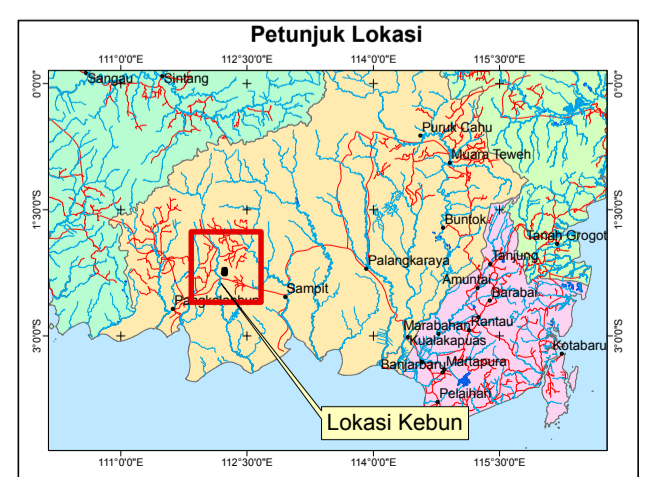 Petunjuk Lokasi
111°0'0"E 112°30'0"E 114°0'0"E 115°30'0"E
0°0'0" 0°0'0"
Sangau Sintang
Puruk Cahu
Muara Teweh
1°30'0"S 1°30'0"S
Buntok
Tanah Grogot
Tanjung
Palangkaraya
Amuntai
Barabai
Sampit
Pangkalanbun
Marabahan Rantau
3°0'0"S 3°0'0"S
Kualakapuas
Kotabaru
Banjarbaru Martapura
Pelaihari
Lokasi Kebun
111°0'0"E 112°30'0"E 114°0'0"E 115°30'0"E